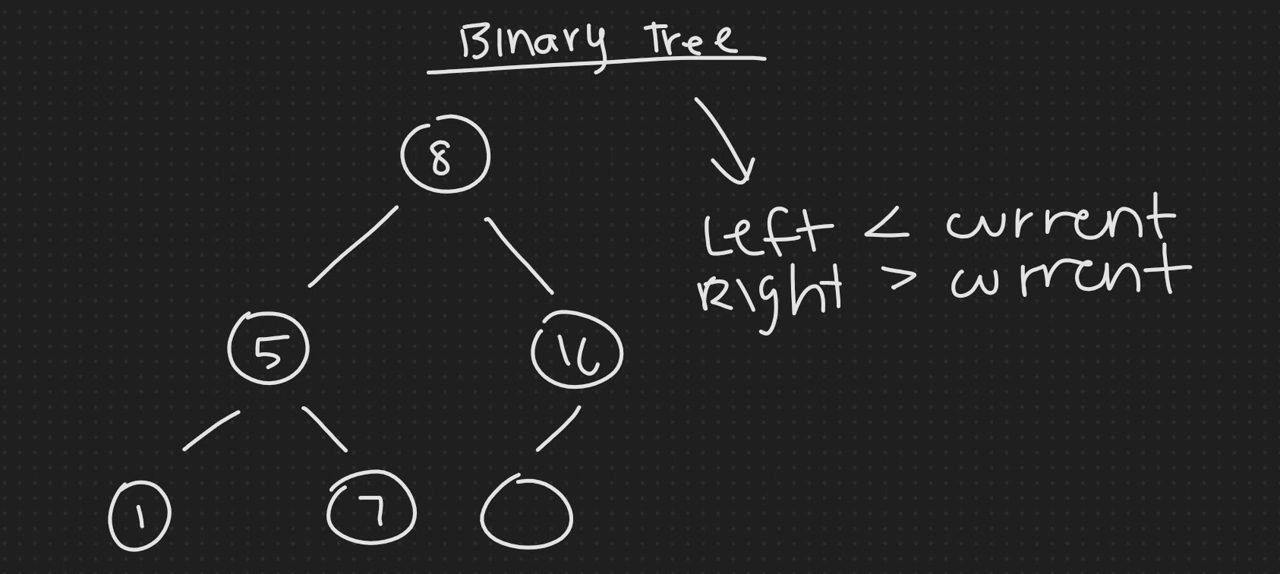 Binary Tree
8
Left < current
Right > current
5 16
1 7